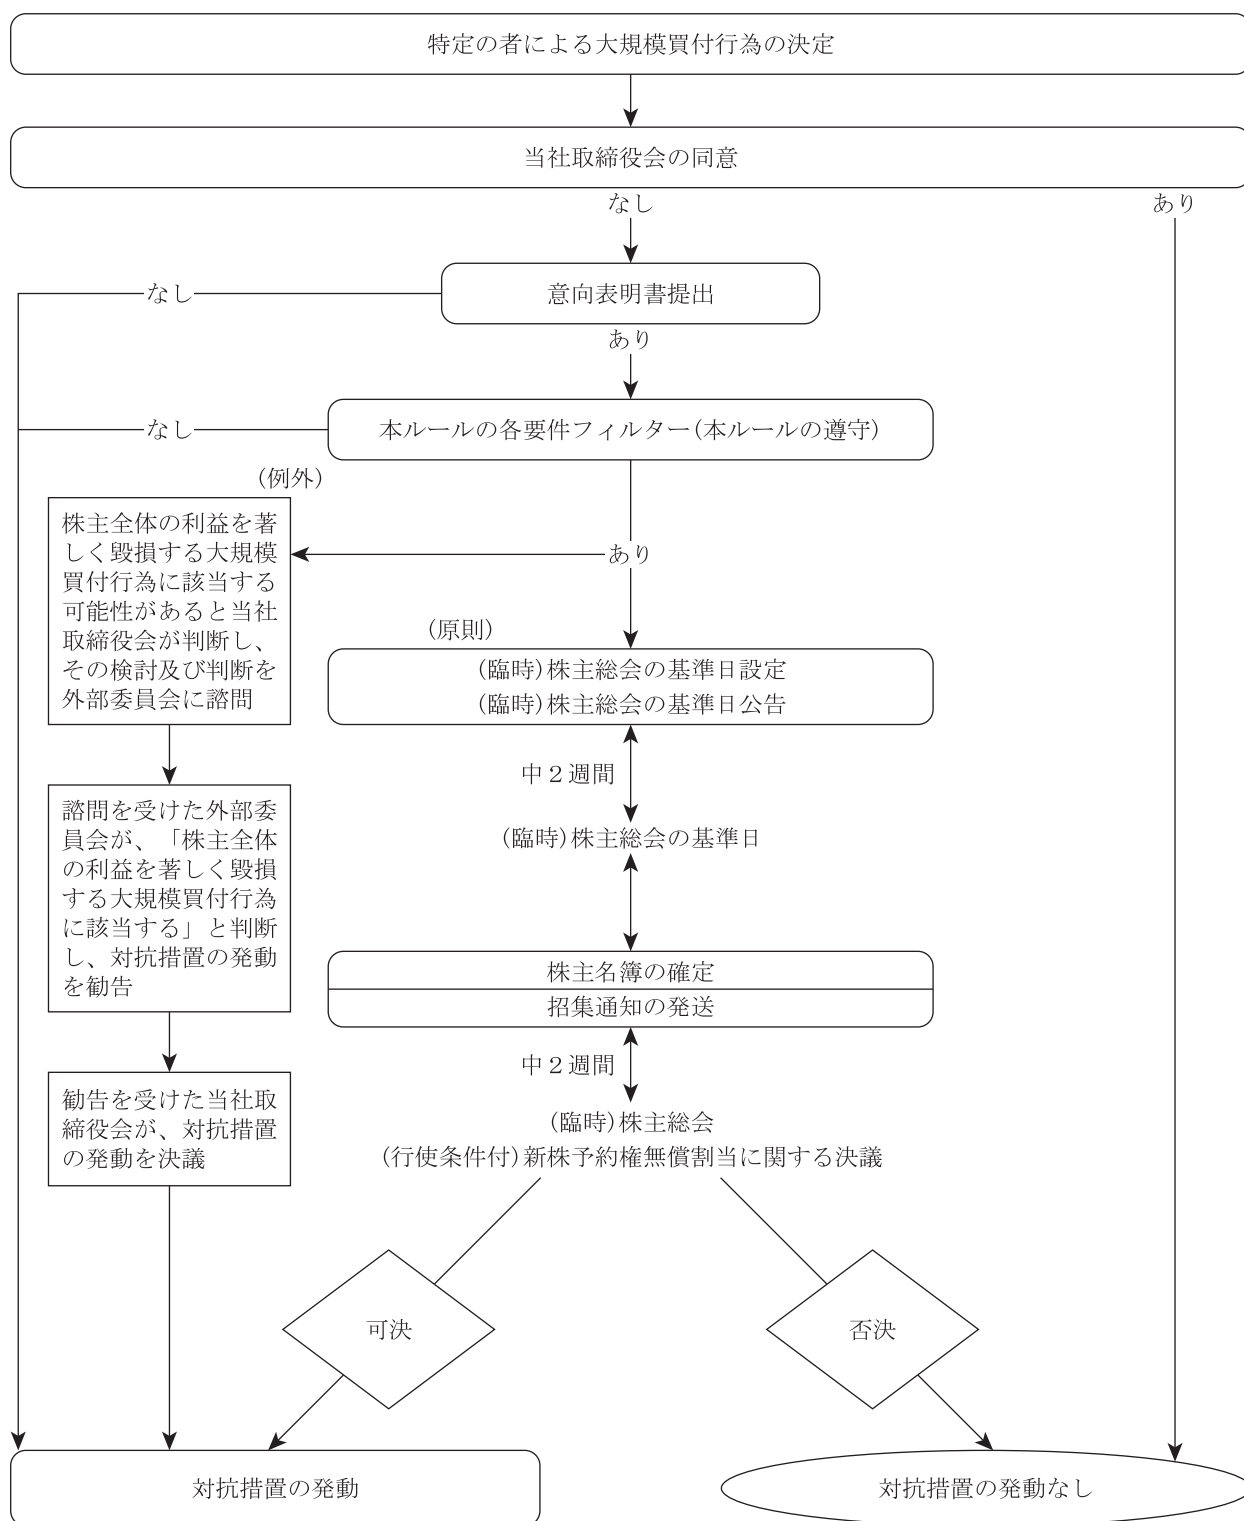 特定の者による大規模買付行為の決定
当社取締役会の同意
なし
あり
なし
意向表明書提出
あり
なし
本ルールの各要件フィルター(本ルールの遵守)
(例外)
株主全体の利益を著
しく毀損する大規模
買付行為に該当する
可能性があると当社
取締役会が判断し、
その検討及び判断を
外部委員会に諮問
あり
(原則)
(臨時)株主総会の基準日設定
(臨時)株主総会の基準日公告
中2週間
(臨時)株主総会の基準日
諮問を受けた外部委
員会が、「株主全体
の利益を著しく毀損
する大規模買付行為
に該当する」と判断
し、対抗措置の発動
を勧告
株主名簿の確定
招集通知の発送
中2週間
勧告を受けた当社取
締役会が、対抗措置
の発動を決議
(臨時)株主総会
(行使条件付)新株予約権無償割当に関する決議
可決
否決
対抗措置の発動
対抗措置の発動なし